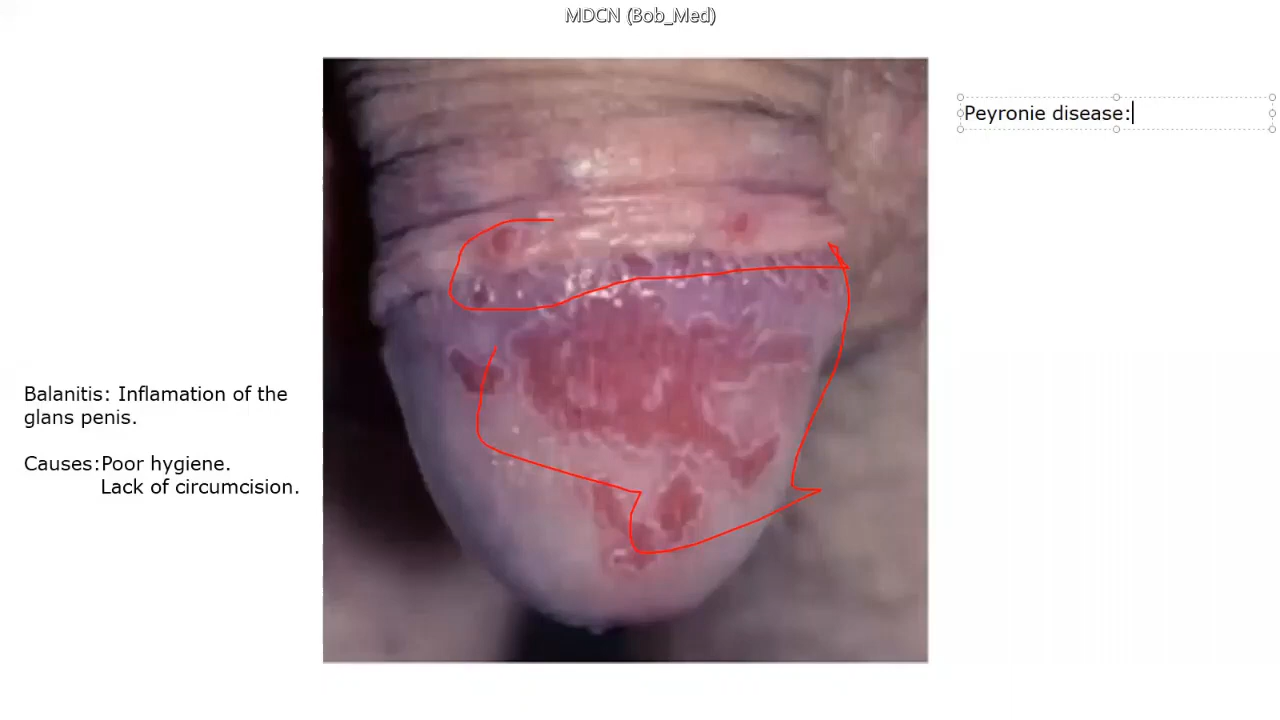 MDCN (Bob_Med)
Peyronie disease:
Balanitis: Inflamation of the
glans penis.
Causes:Poor hygiene.
Lack of circumcision.